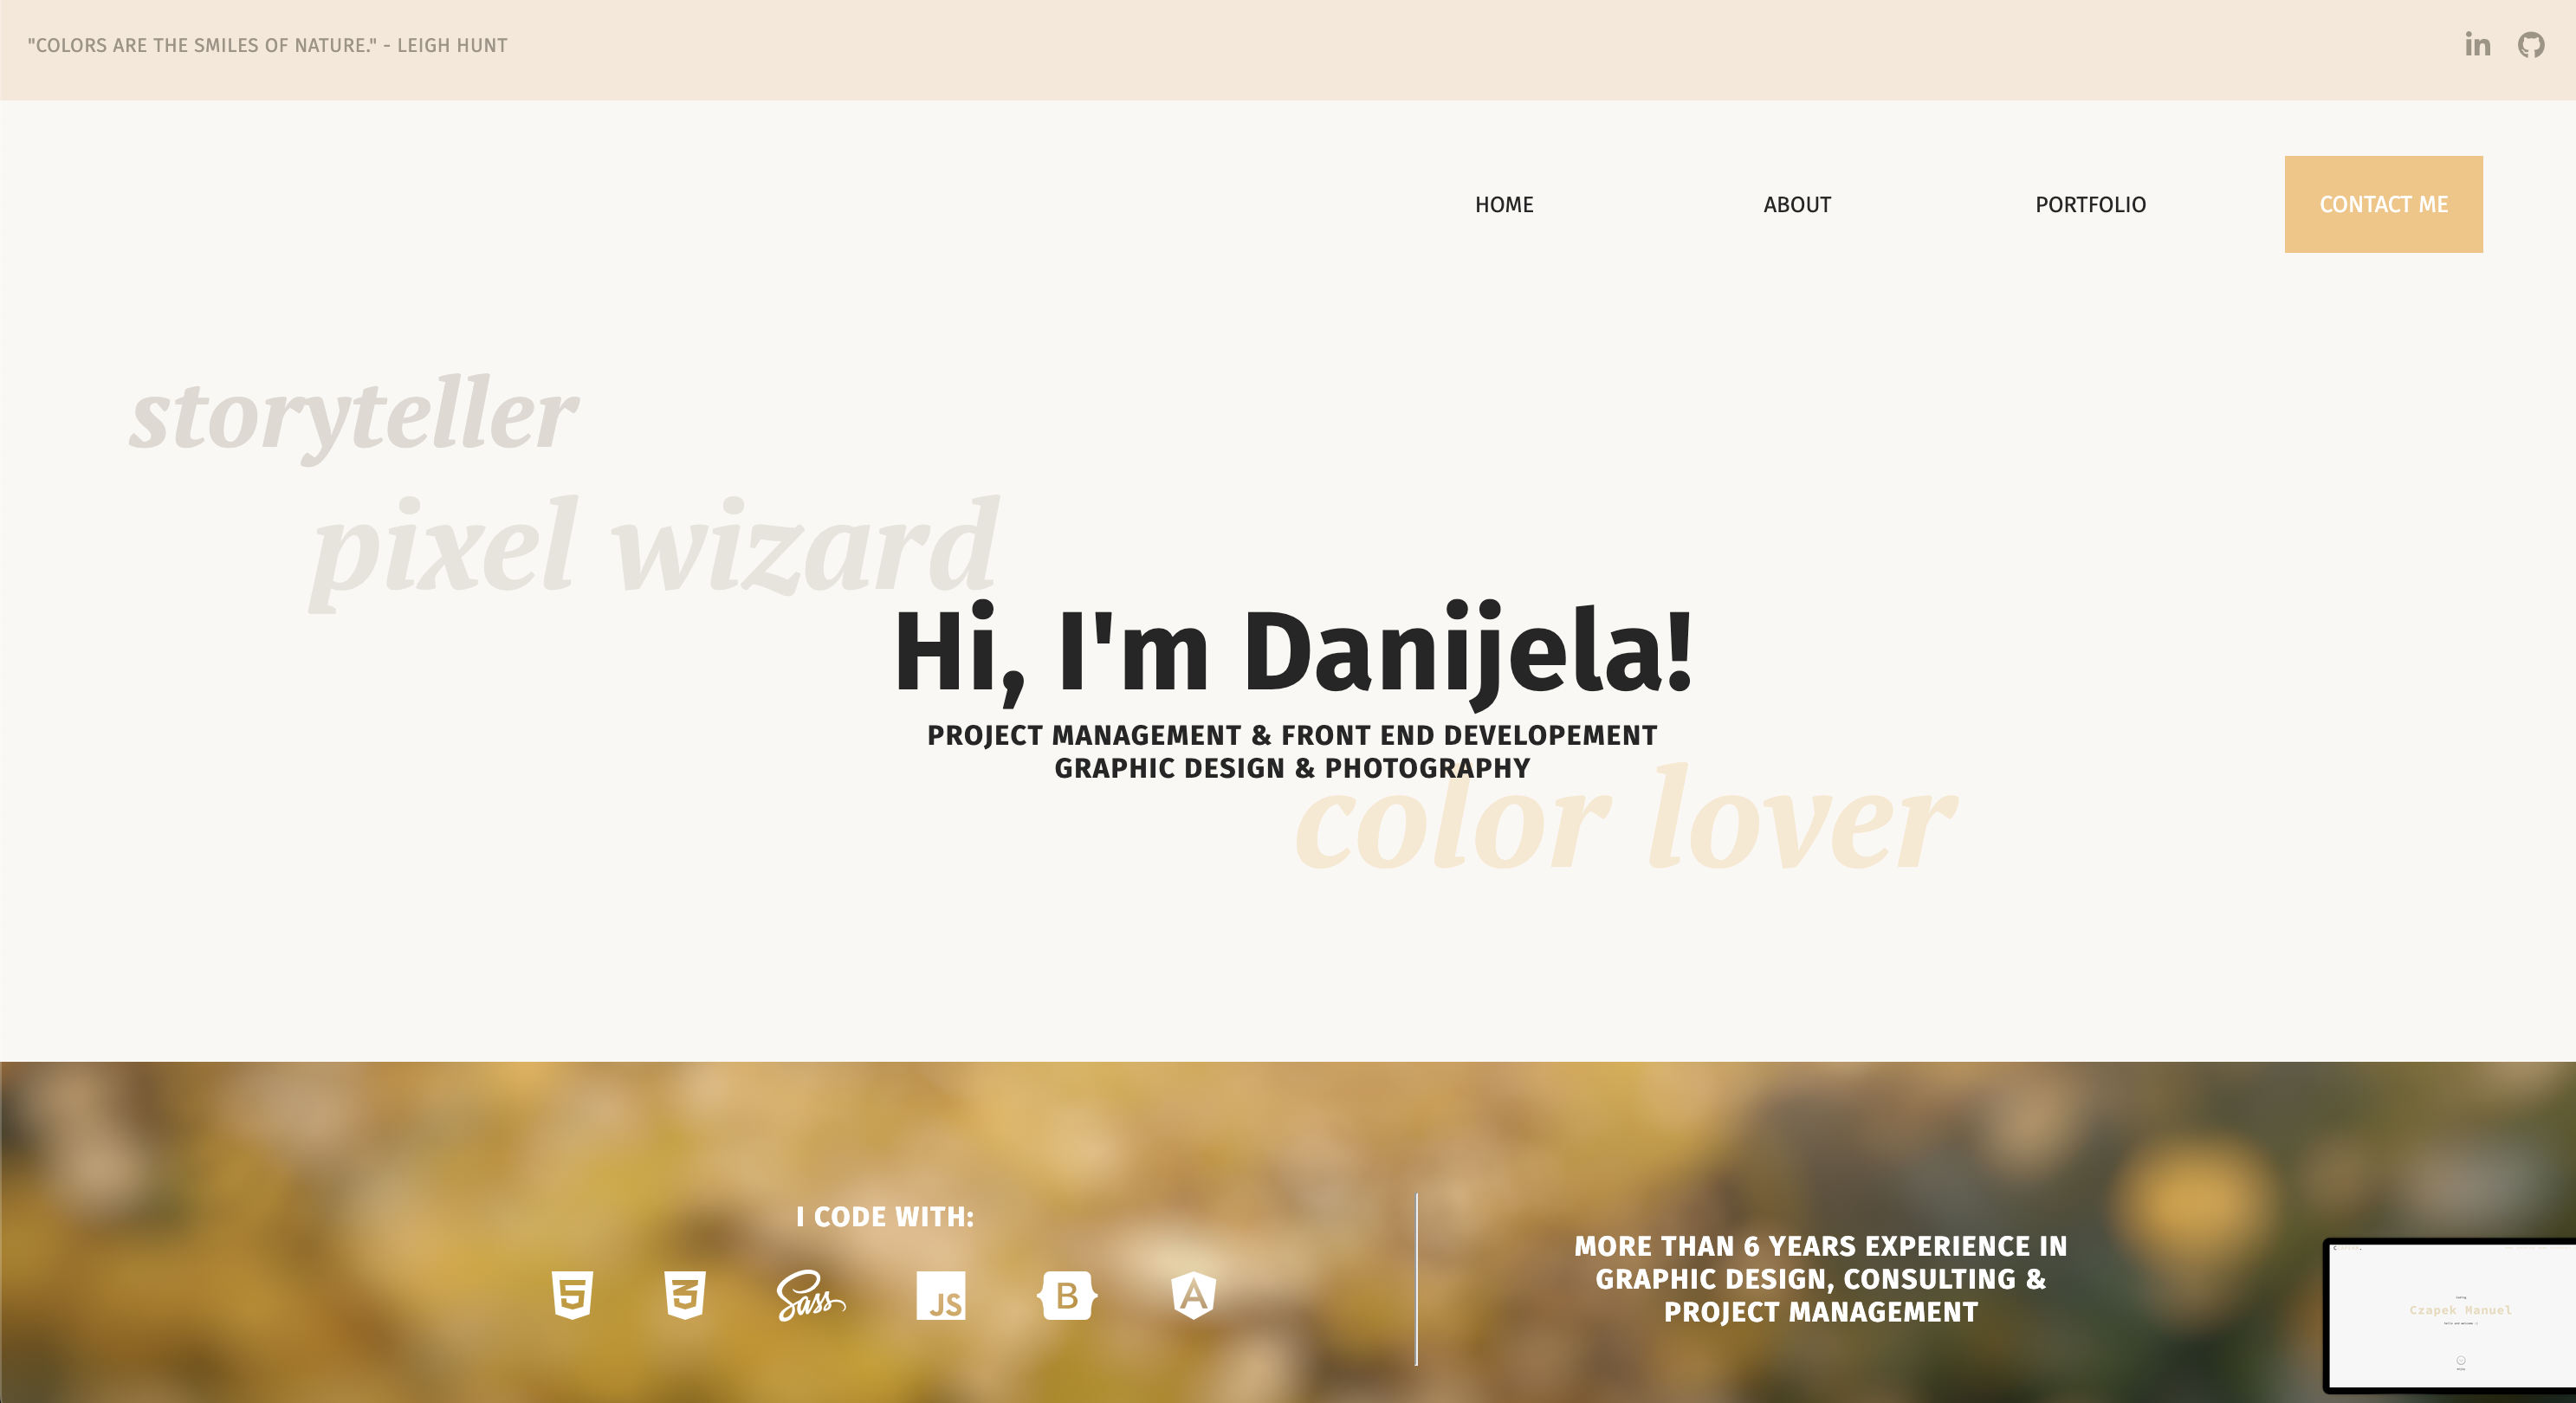 "COLORS ARE THE SMILES OF NATURE." - LEIGH HUNT
in
HOME
ABOUT
PORTFOLIO
CONTACT ME
storyteller
pixel wizard
Hi, I'm Danijela!
PROJECT MANAGEMENT & FRONT END DEVELOPEMENT
GRAPHIC DESIGN & PHOTOGRAPHY
color lover
I CODE WITH:
5
3
Sass
JS
B
A
MORE THAN 6 YEARS EXPERIENCE IN
GRAPHIC DESIGN, CONSULTING &
PROJECT MANAGEMENT
Czapek Manuel